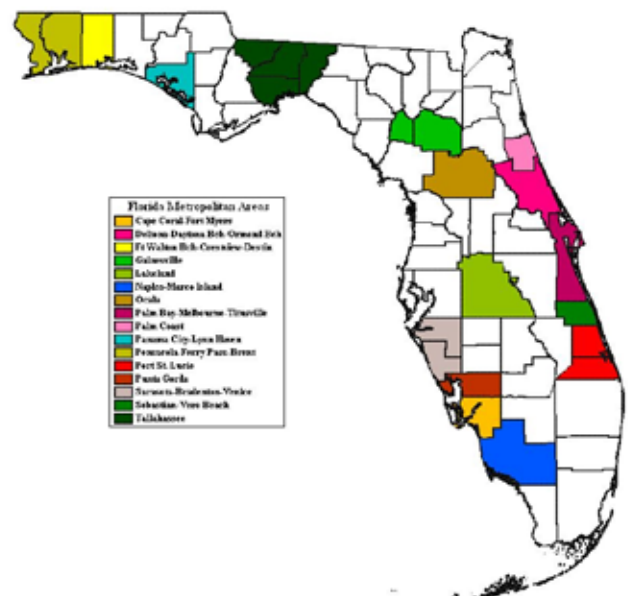 Florida Metropolitan Areas
Cape Coral-Fort Myers
Deltona-Daytona Bch-Ormond Bch
Ft Walton Bch-Crestview-Destin
Gainesville
Lakeland
Naples-Marco Island
Ocala
Palm Bay-Melbourne-Titusville
Palm Coast
Panama City-Lynn Haven
Pensacola-Ferry Pass-Brent
Port St. Lucie
Punta Gorda
Sarasota-Bradenton-Venice
Sebastian-Vero Beach
Tallahassee